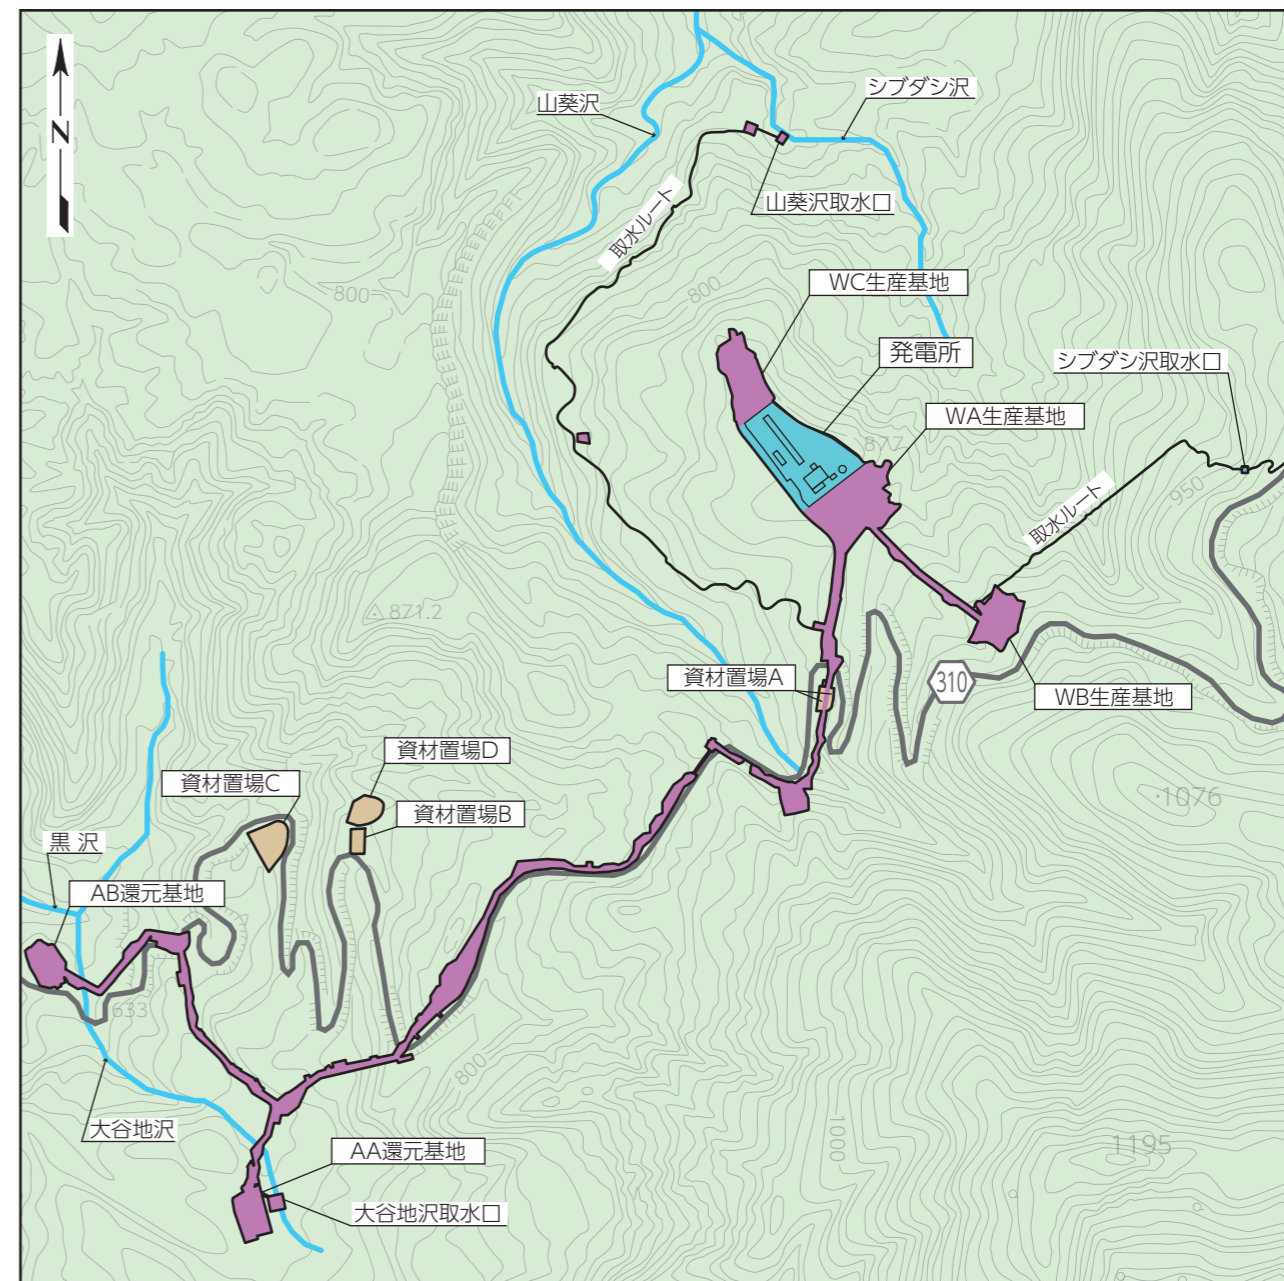 シブダシ沢
山葵沢
N
山葵沢取水口
取水ルート
WC生産基地
800
800
発電所
シブダシ沢取水口
WA生産基地
877
950
取水ルート
871.2
資材置場A
310
WB生産基地
資材置場D
資材置場C
1076
資材置場B
黒 沢
AB還元基地
633
800
大谷地沢
1000
1195
AA還元基地
大谷地沢取水口